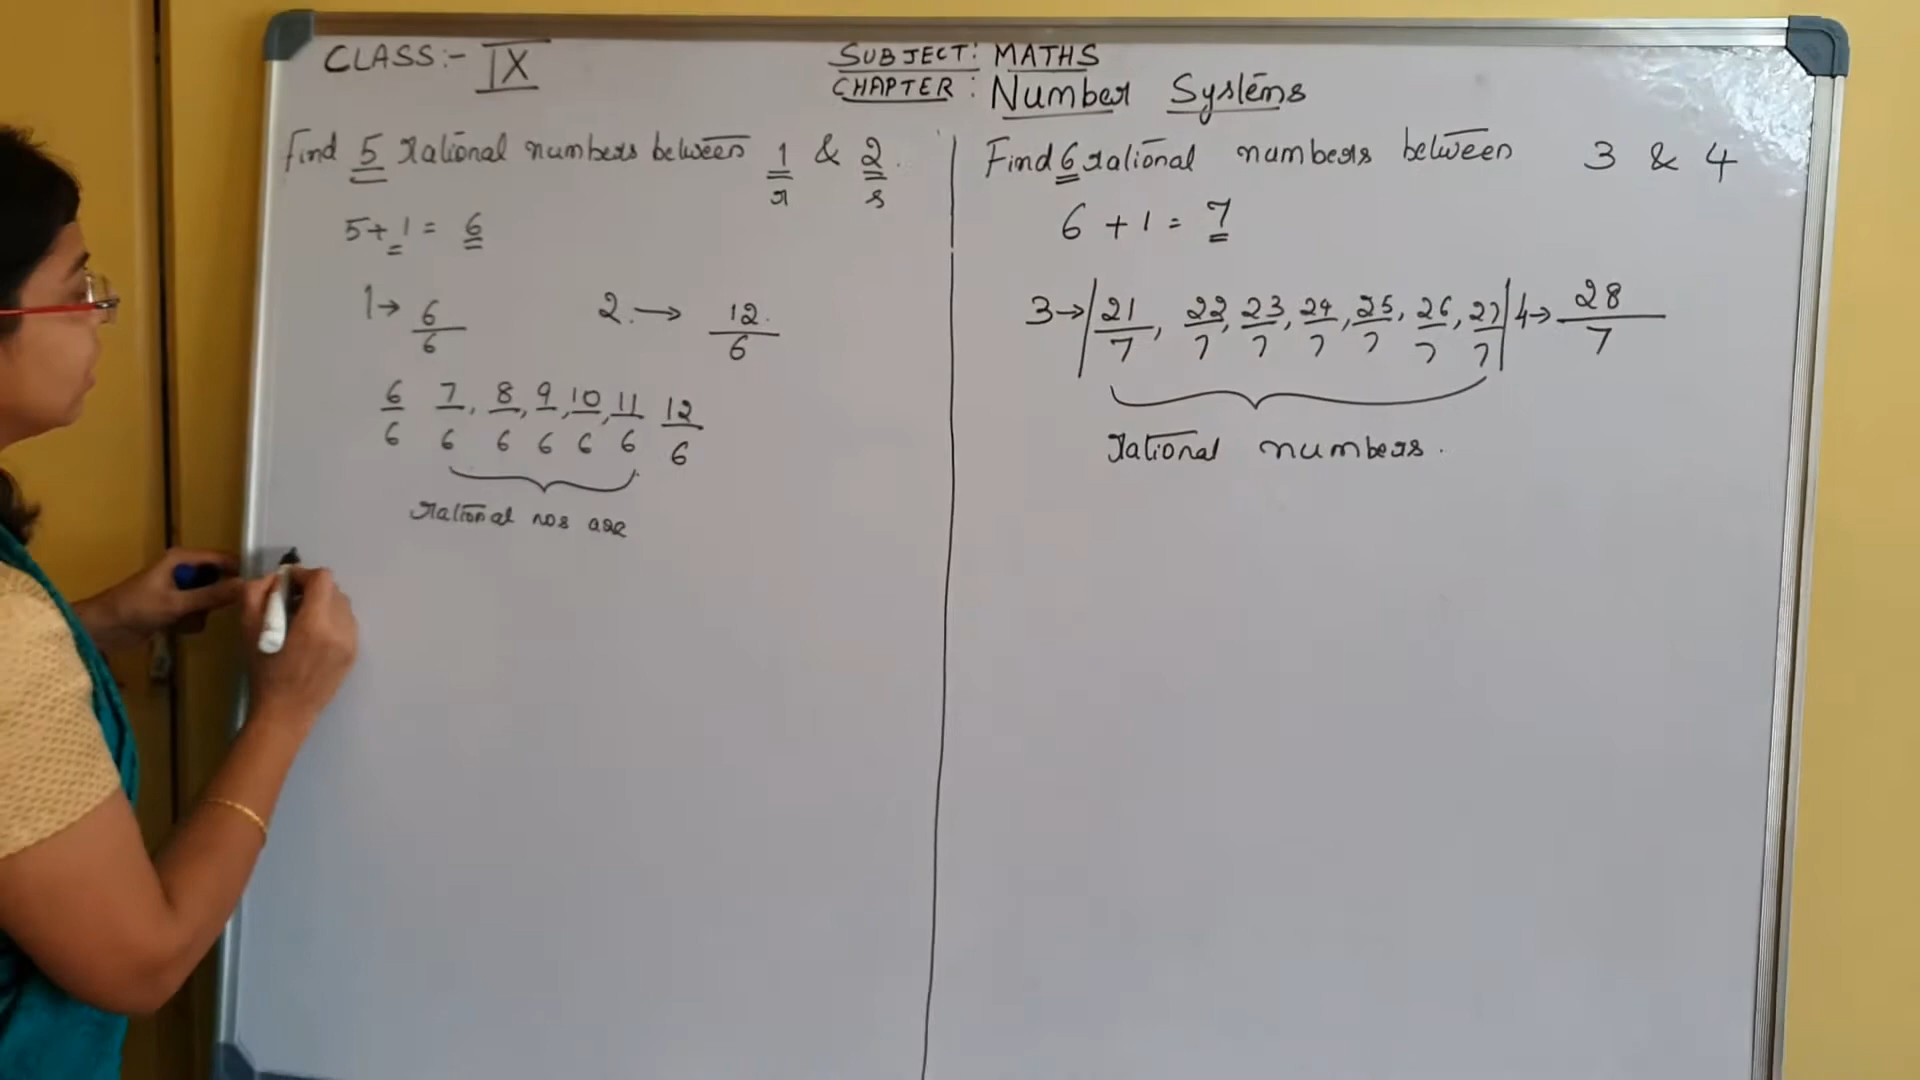 CLASS:- IX
SUBJECT: MATHS
CHAPTER: Number Systems
Find 5 rational numbers between 1 & 2.
r s
5+1 = 6
1→ 6/6 2.→ 12./6
6/6 7/6, 8/6, 9/6, 10/6, 11/6 12/6
rational nos are
Find 6 rational numbers between 3 & 4
6 + 1 = 7
3→|21/7, 22/7, 23/7, 24/7, 25/7, 26/7, 27/7| 4→ 28/7
rational numbers.